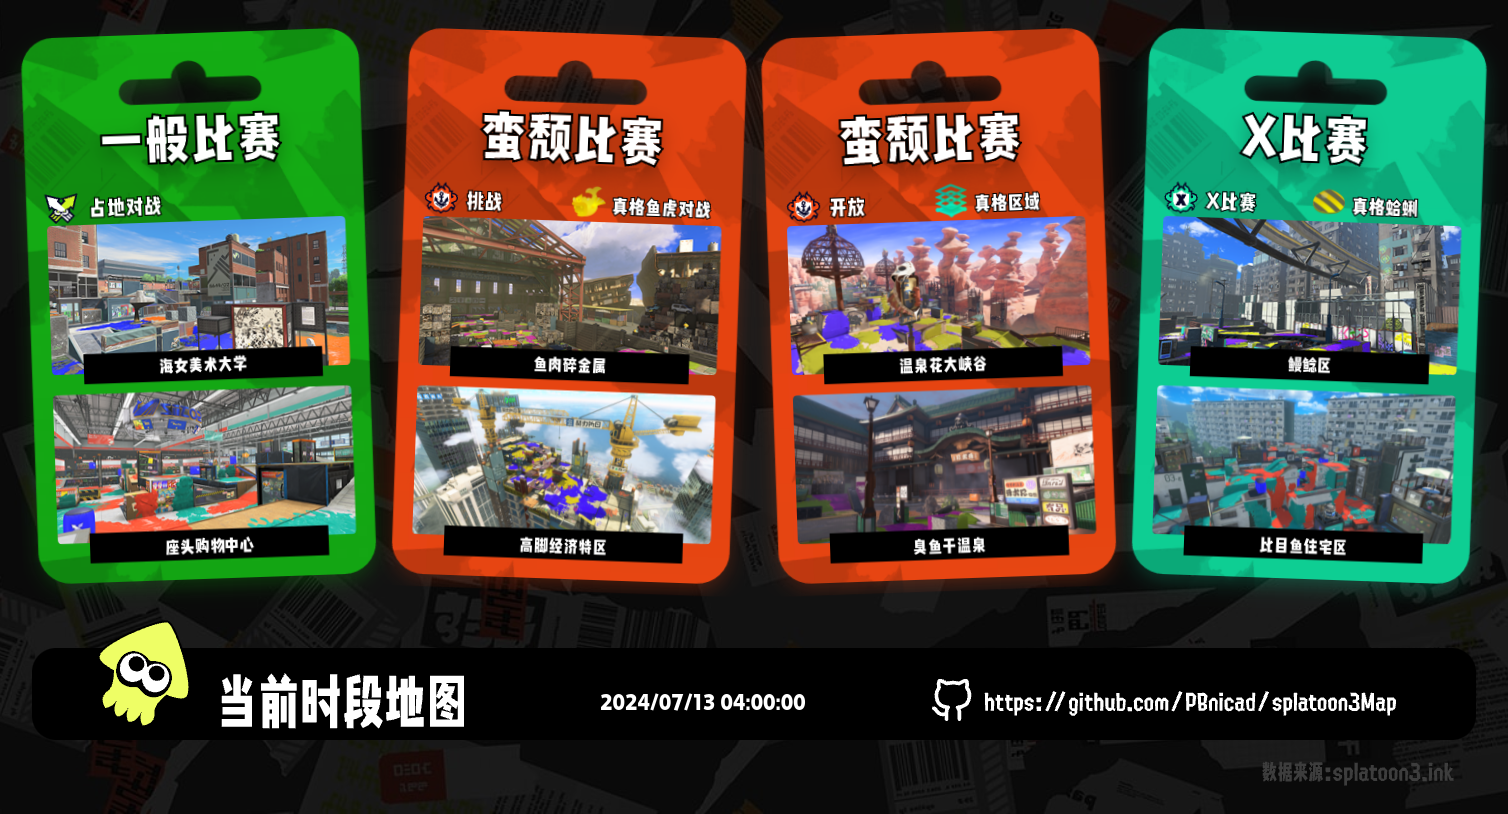 一般比赛
占地对战
海女美术大学
座头购物中心
蛮颓比赛
挑战
真格鱼虎对战
鱼肉碎金属
高脚经济特区
蛮颓比赛
开放
真格区域
温泉花大峡谷
臭鱼干温泉
X比赛
X比赛
真格蛤蜊
鳗鲶区
比目鱼住宅区
当前时段地图
2024/07/13 04:00:00
https://github.com/PBnicad/splatoon3Map
数据来源:splatoon3.ink